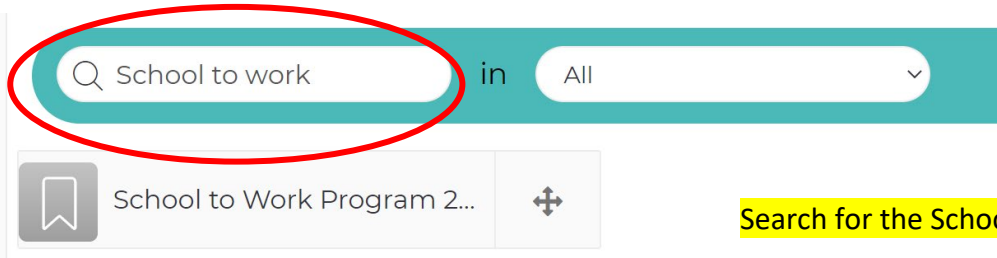 School to work in All
School to Work Program 2...
Search for the Schoo